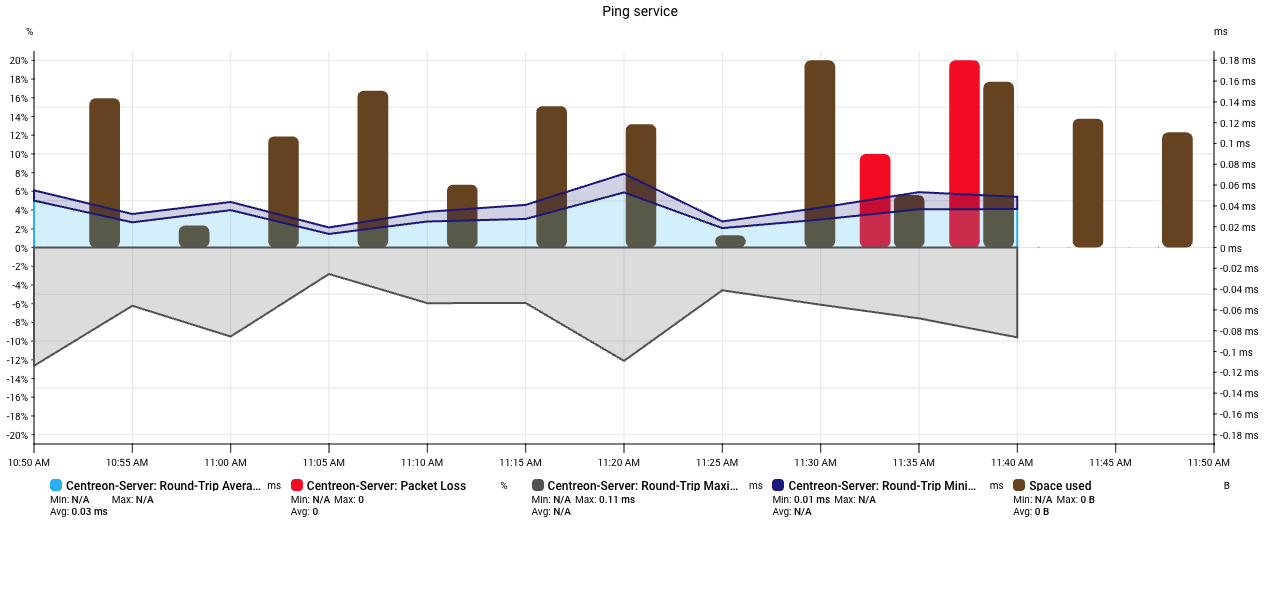 Ping service
% ms
20% 0.18 ms
18% 0.16 ms
16% 0.14 ms
14% 0.12 ms
12% 0.1 ms
10% 0.08 ms
8% 0.06 ms
6% 0.04 ms
4% 0.02 ms
2% 0 ms
0% -0.02 ms
-2% -0.04 ms
-4% -0.06 ms
-6% -0.08 ms
-8% -0.1 ms
-10% -0.12 ms
-12% -0.14 ms
-14% -0.16 ms
-16% -0.18 ms
-18%
-20%
10:50 AM 10:55 AM 11:00 AM 11:05 AM 11:10 AM 11:15 AM 11:20 AM 11:25 AM 11:30 AM 11:35 AM 11:40 AM 11:45 AM 11:50 AM
Centreon-Server: Round-Trip Avera... ms Centreon-Server: Packet Loss % Centreon-Server: Round-Trip Maxi... ms Centreon-Server: Round-Trip Mini... ms Space used B
Min: N/A Max: N/A Min: N/A Max: 0 Min: N/A Max: 0.11 ms Min: 0.01 ms Max: N/A Min: N/A Max: 0 B
Avg: 0.03 ms Avg: 0 Avg: N/A Avg: N/A Avg: 0 B